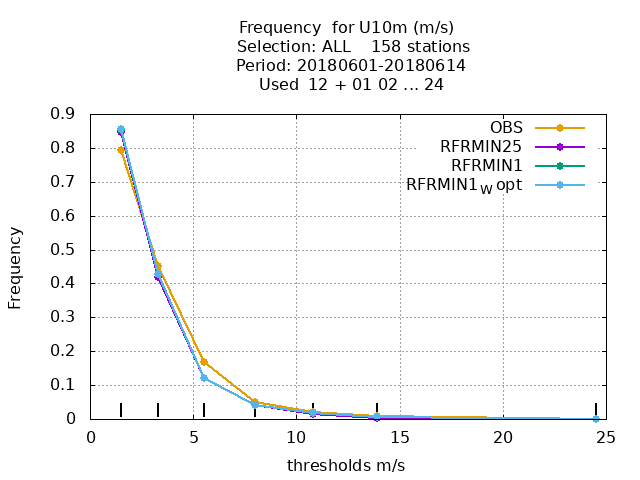 Frequency  for U10m (m/s)
Selection: ALL    158 stations
Period: 20180601-20180614
Used  12 + 01 02 ... 24
OBS
RFRMIN25
RFRMIN1
RFRMIN1w opt
Frequency
0.9
0.8
0.7
0.6
0.5
0.4
0.3
0.2
0.1
0
0 5 10 15 20 25
thresholds m/s